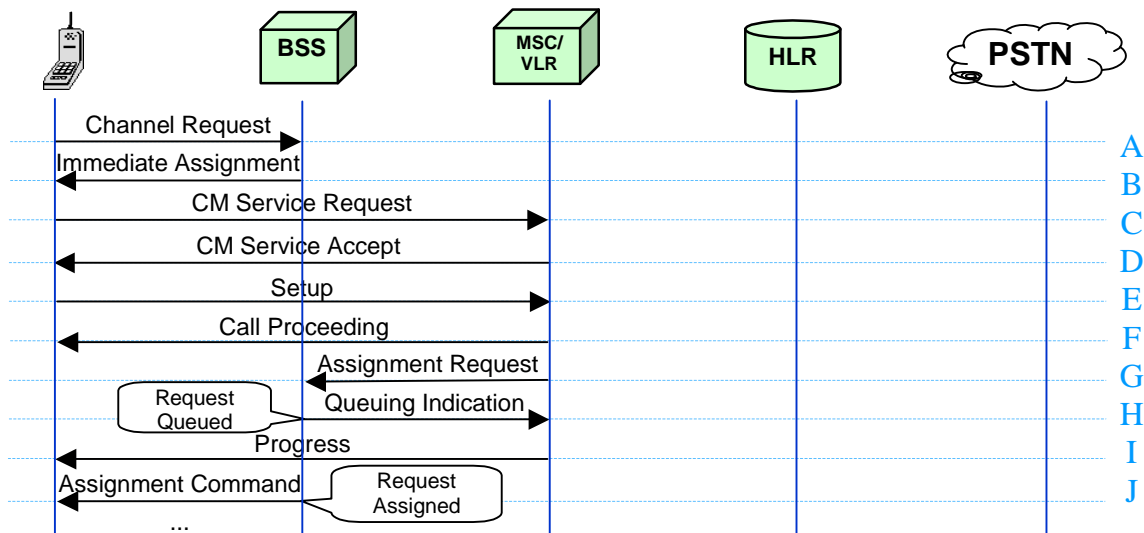 BSS
MSC/
VLR
HLR
PSTN
Channel Request
A
Immediate Assignment
B
CM Service Request
C
CM Service Accept
D
Setup
E
Call Proceeding
F
Assignment Request
G
Request
Queued
Queuing Indication
H
Progress
I
Assignment Command
Request
Assigned
J
...